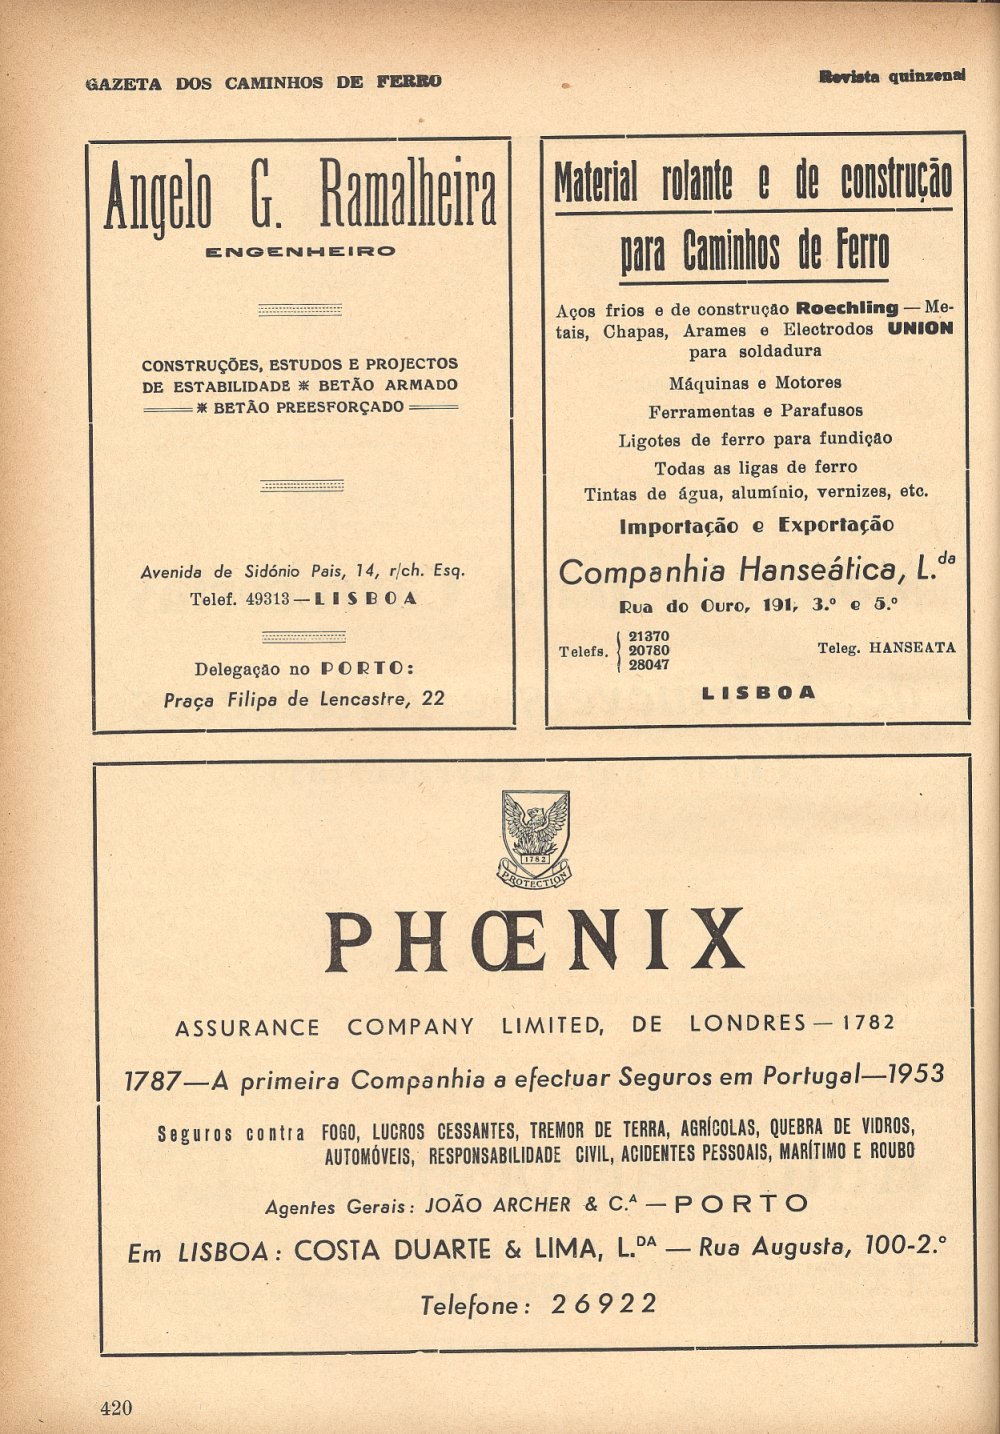 GAZETA DOS CAMINHOS DE FERRO
Revista quinzenal
Angelo G. Ramalheira
ENGENHEIRO
CONSTRUÇÕES, ESTUDOS E PROJECTOS
DE ESTABILIDADE ※ BETÃO ARMADO
※ BETÃO PREESFORÇADO
Avenida de Sidónio Pais, 14, r/ch. Esq.
Telef. 49313 — LISBOA
Delegação no PORTO:
Praça Filipa de Lencastre, 22
Material rolante e de construção
para Caminhos de Ferro
Aços frios e de construção Roechling — Me-
tais, Chapas, Arames e Electrodos UNION
para soldadura
Máquinas e Motores
Ferramentas e Parafusos
Ligotes de ferro para fundição
Todas as ligas de ferro
Tintas de água, alumínio, vernizes, etc.
Importação e Exportação
Companhia Hanseática, L.da
Rua do Ouro, 191, 3.º e 5.º
Telefs. { 21370
20780
28047
Teleg. HANSEATA
LISBOA
1782
PROTECTION
PHŒNIX
ASSURANCE COMPANY LIMITED, DE LONDRES — 1782
1787—A primeira Companhia a efectuar Seguros em Portugal—1953
Seguros contra FOGO, LUCROS CESSANTES, TREMOR DE TERRA, AGRÍCOLAS, QUEBRA DE VIDROS,
AUTOMÓVEIS, RESPONSABILIDADE CIVIL, ACIDENTES PESSOAIS, MARÍTIMO E ROUBO
Agentes Gerais: JOÃO ARCHER & C.A — PORTO
Em LISBOA: COSTA DUARTE & LIMA, L.DA — Rua Augusta, 100-2.º
Telefone: 26922
420